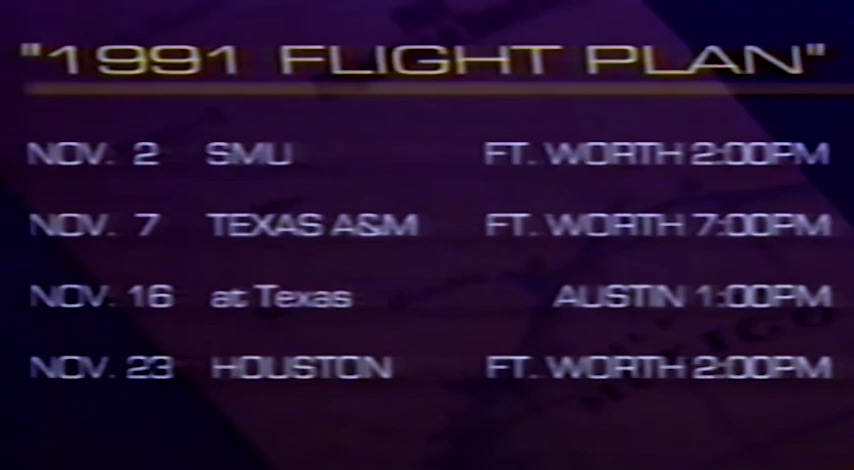 "1991 FLIGHT PLAN"
NOV. 2 SMU FT. WORTH 2:00PM
NOV. 7 TEXAS A&M FT. WORTH 7:00PM
NOV. 16 at Texas AUSTIN 1:00PM
NOV. 23 HOUSTON FT. WORTH 2:00PM